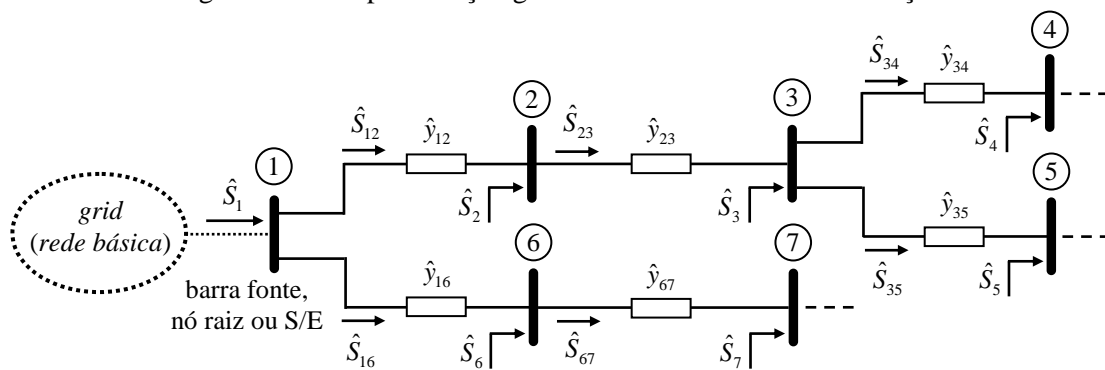 4
Ŝ₃₄
ŷ₃₄
2
3
Ŝ₁₂
ŷ₁₂
Ŝ₂₃
ŷ₂₃
Ŝ₄
1
5
Ŝ₁
Ŝ₂
Ŝ₃
ŷ₃₅
grid
(rede básica)
6
7
Ŝ₃₅
Ŝ₅
ŷ₁₆
ŷ₆₇
barra fonte,
nó raiz ou S/E
Ŝ₁₆
Ŝ₆
Ŝ₆₇
Ŝ₇